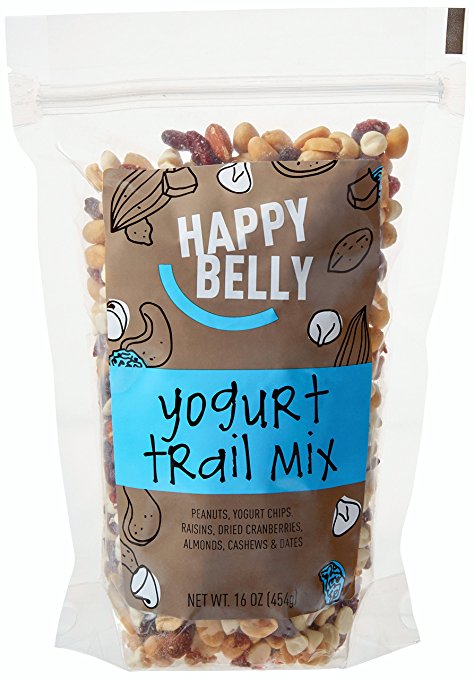 HAPPY
BELLY
yogurt
trail mix
PEANUTS, YOGURT CHIPS,
RAISINS, DRIED CRANBERRIES,
ALMONDS, CASHEWS & DATES
NET WT. 16 OZ (454g)